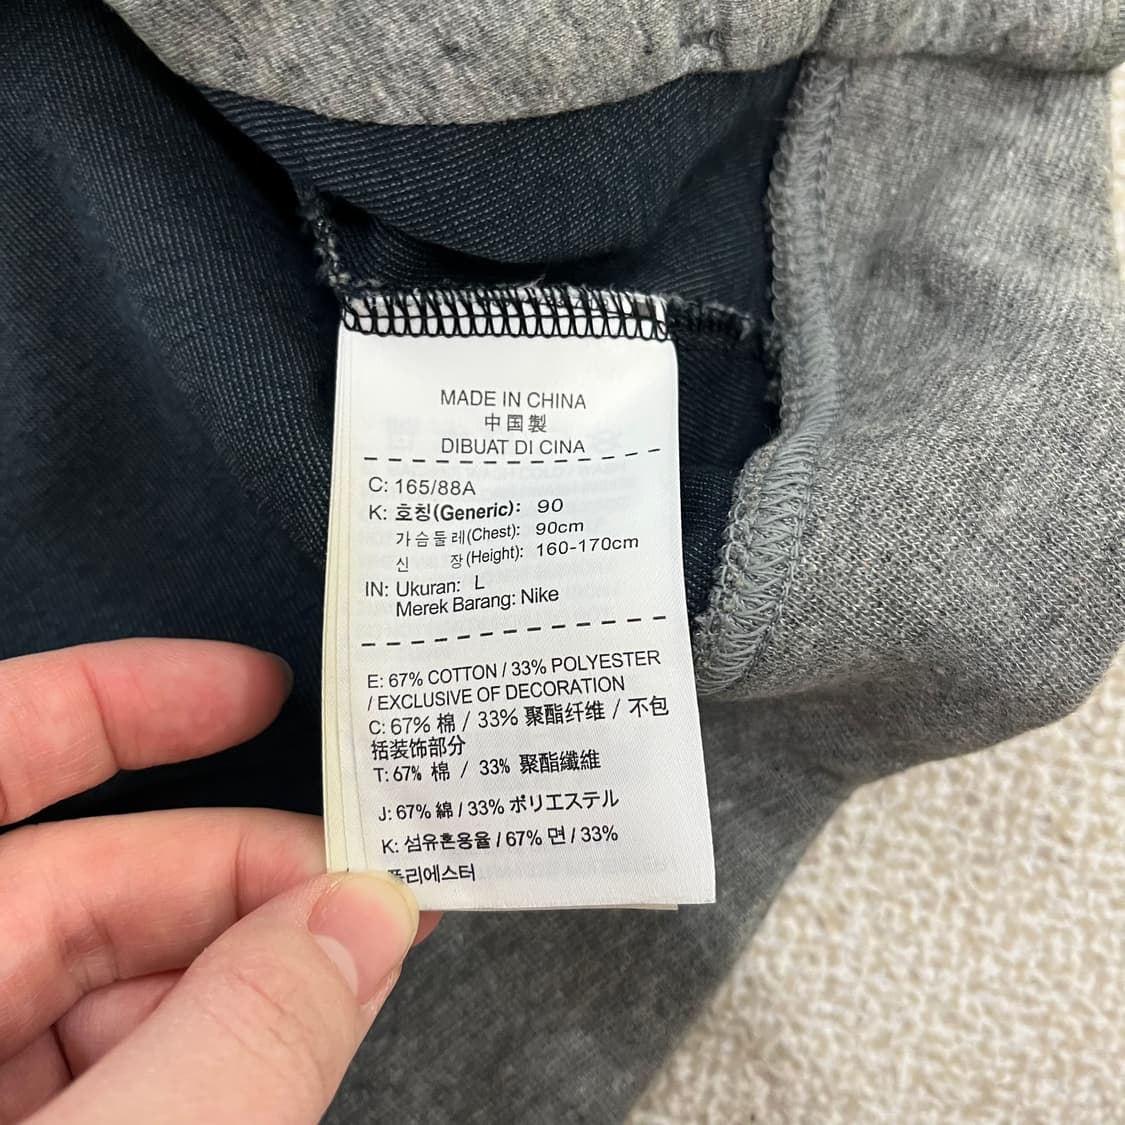 MADE IN CHINA
中国製
DIBUAT DI CINA
C: 165/88A
K: 호칭(Generic): 90
가슴둘레(Chest): 90cm
신 장(Height): 160-170cm
IN: Ukuran: L
Merek Barang: Nike
E: 67% COTTON / 33% POLYESTER
/ EXCLUSIVE OF DECORATION
C: 67% 棉 / 33% 聚酯纤维 / 不包
括装饰部分
T: 67% 棉 / 33% 聚酯纖維
J: 67% 綿 / 33% ポリエステル
K: 섬유혼용율 / 67% 면 / 33%
폴리에스터